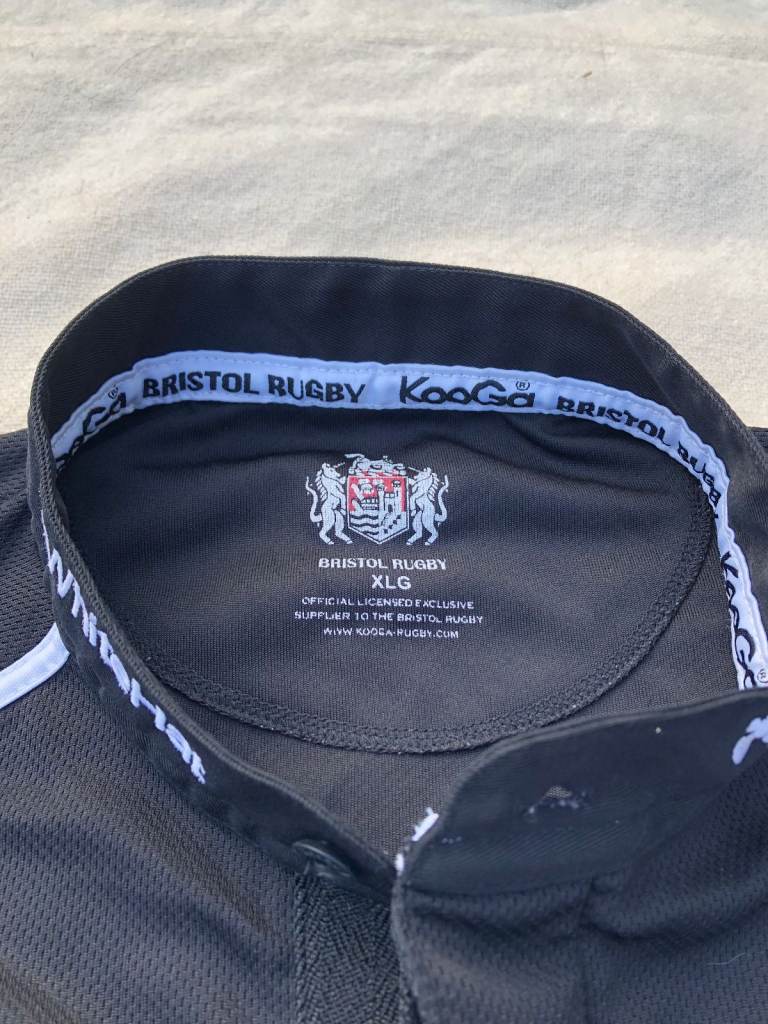 KooGa® BRISTOL RUGBY KooGa® BRISTOL RUGBY KooGa®
BRISTOL RUGBY
XLG
OFFICIAL LICENSED EXCLUSIVE
SUPPLIER TO THE BRISTOL RUGBY
WWW.KOOGA-RUGBY.COM
WhiteHat